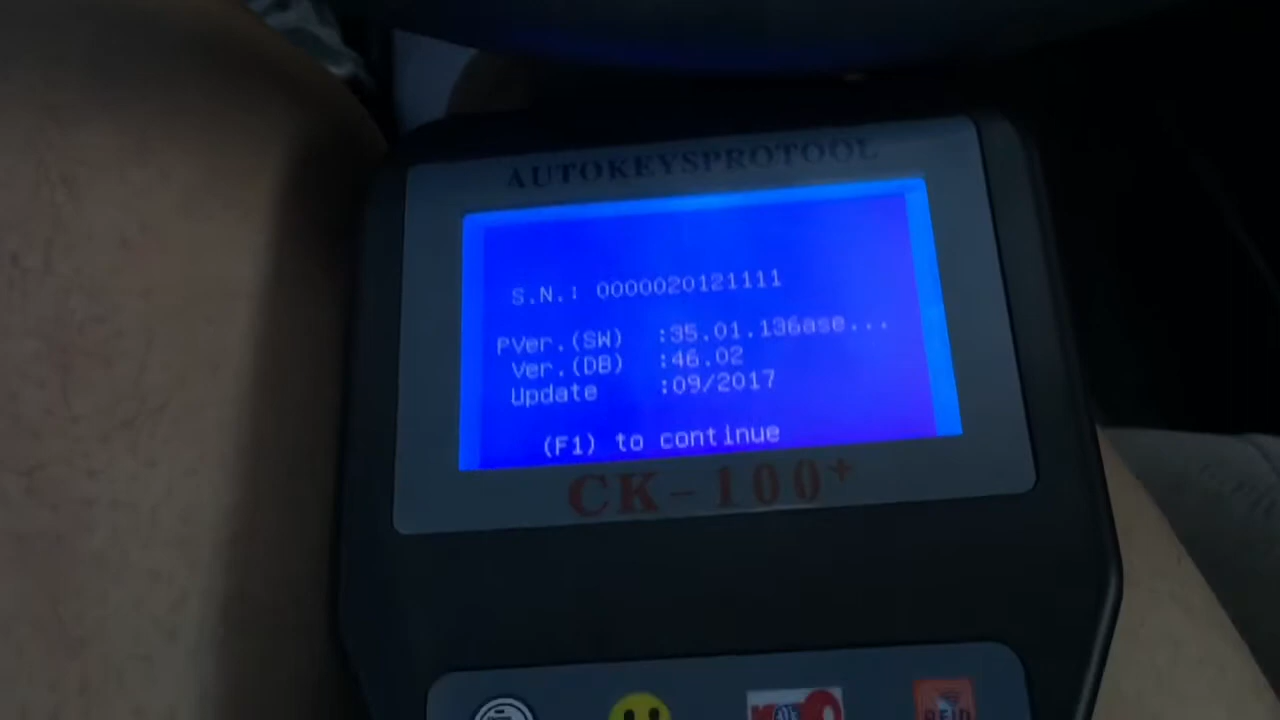 AUTOKEYSPROTOOL
S.N.: 0000020121111
PVer.(SW) :35.01.136ase...
Ver.(DB) :46.02
Update :09/2017
(F1) to continue
CK-100+
RFID